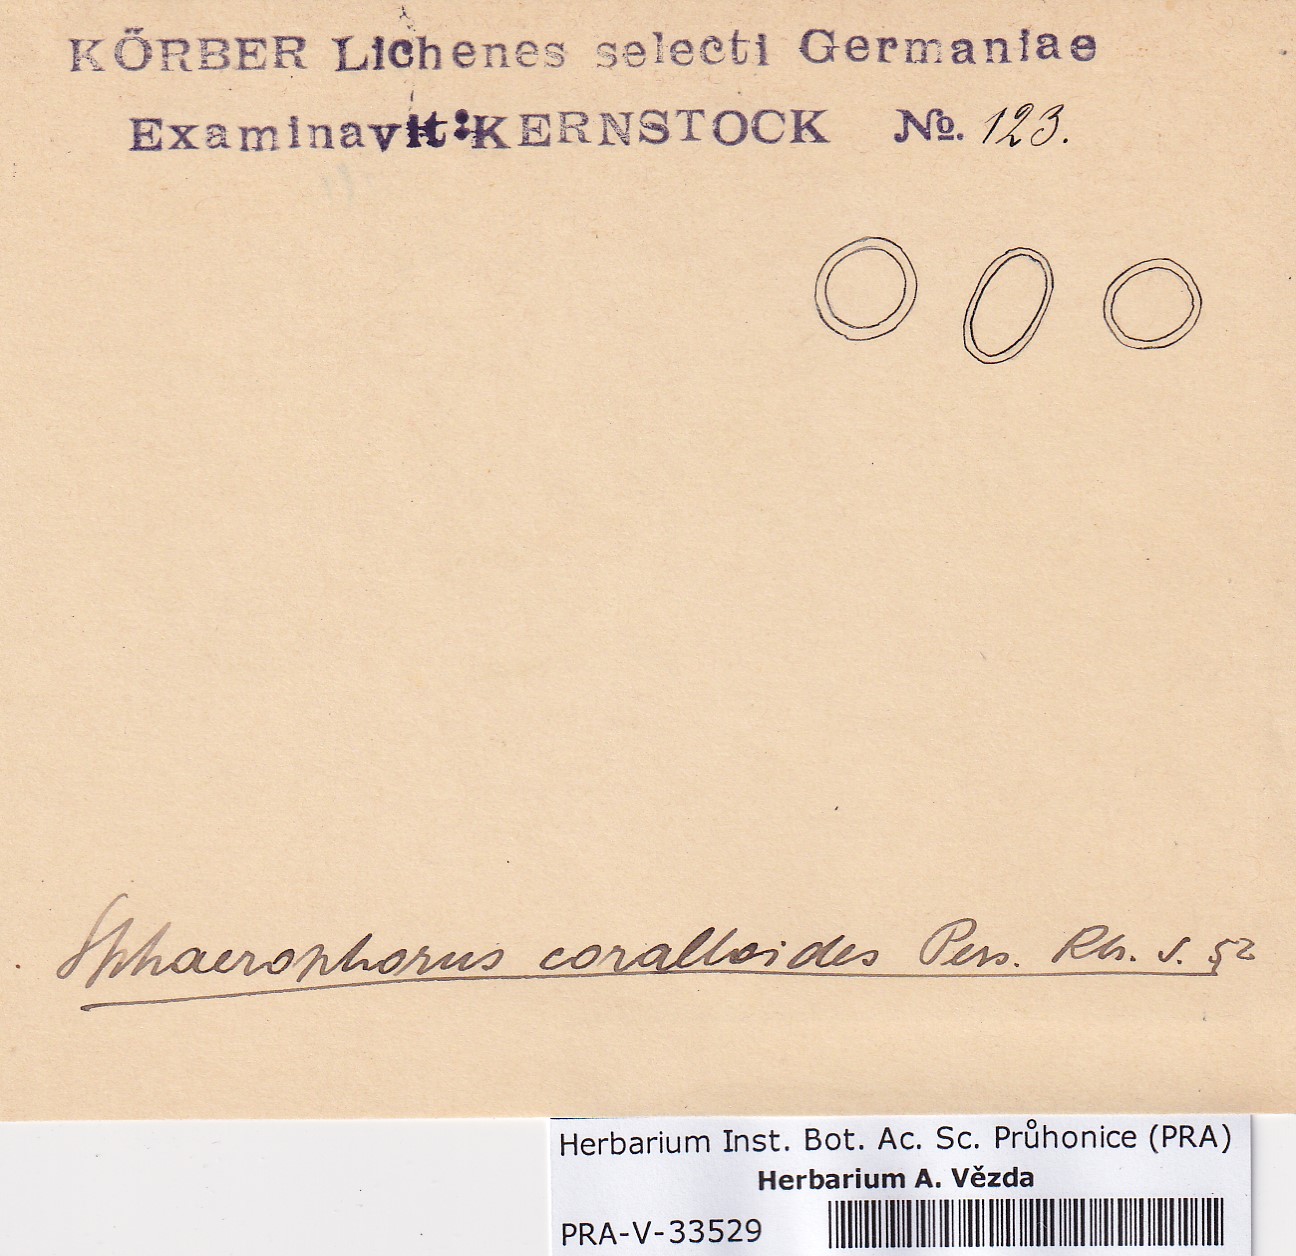 KÖRBER Lichenes selecti Germaniae
Examinavit: KERNSTOCK No. 123.
Sphaerophorus coralloides Pers. Rbh. S. 52
Herbarium Inst. Bot. Ac. Sc. Průhonice (PRA)
Herbarium A. Vězda
PRA-V-33529